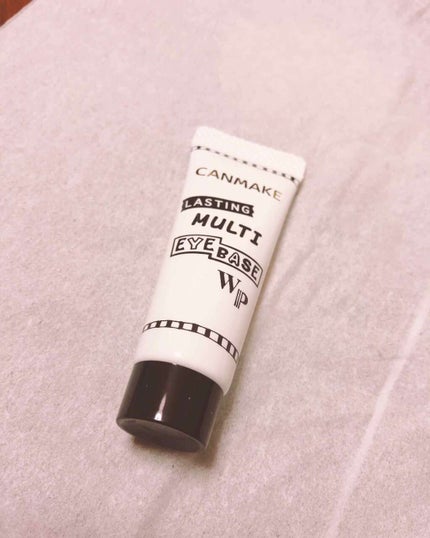 CANMAKE
LASTING
MULTI
EYE BASE
WP